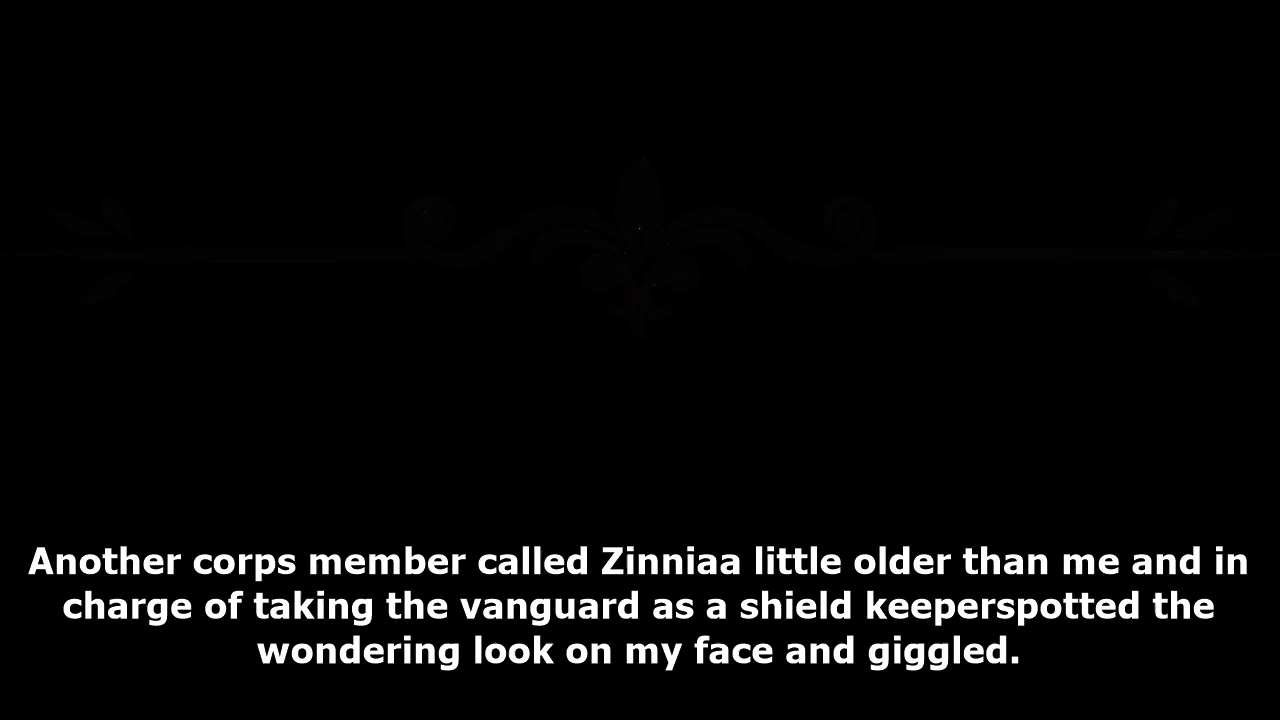 Another corps member called Zinniaa little older than me and in
charge of taking the vanguard as a shield keeperspotted the
wondering look on my face and giggled.